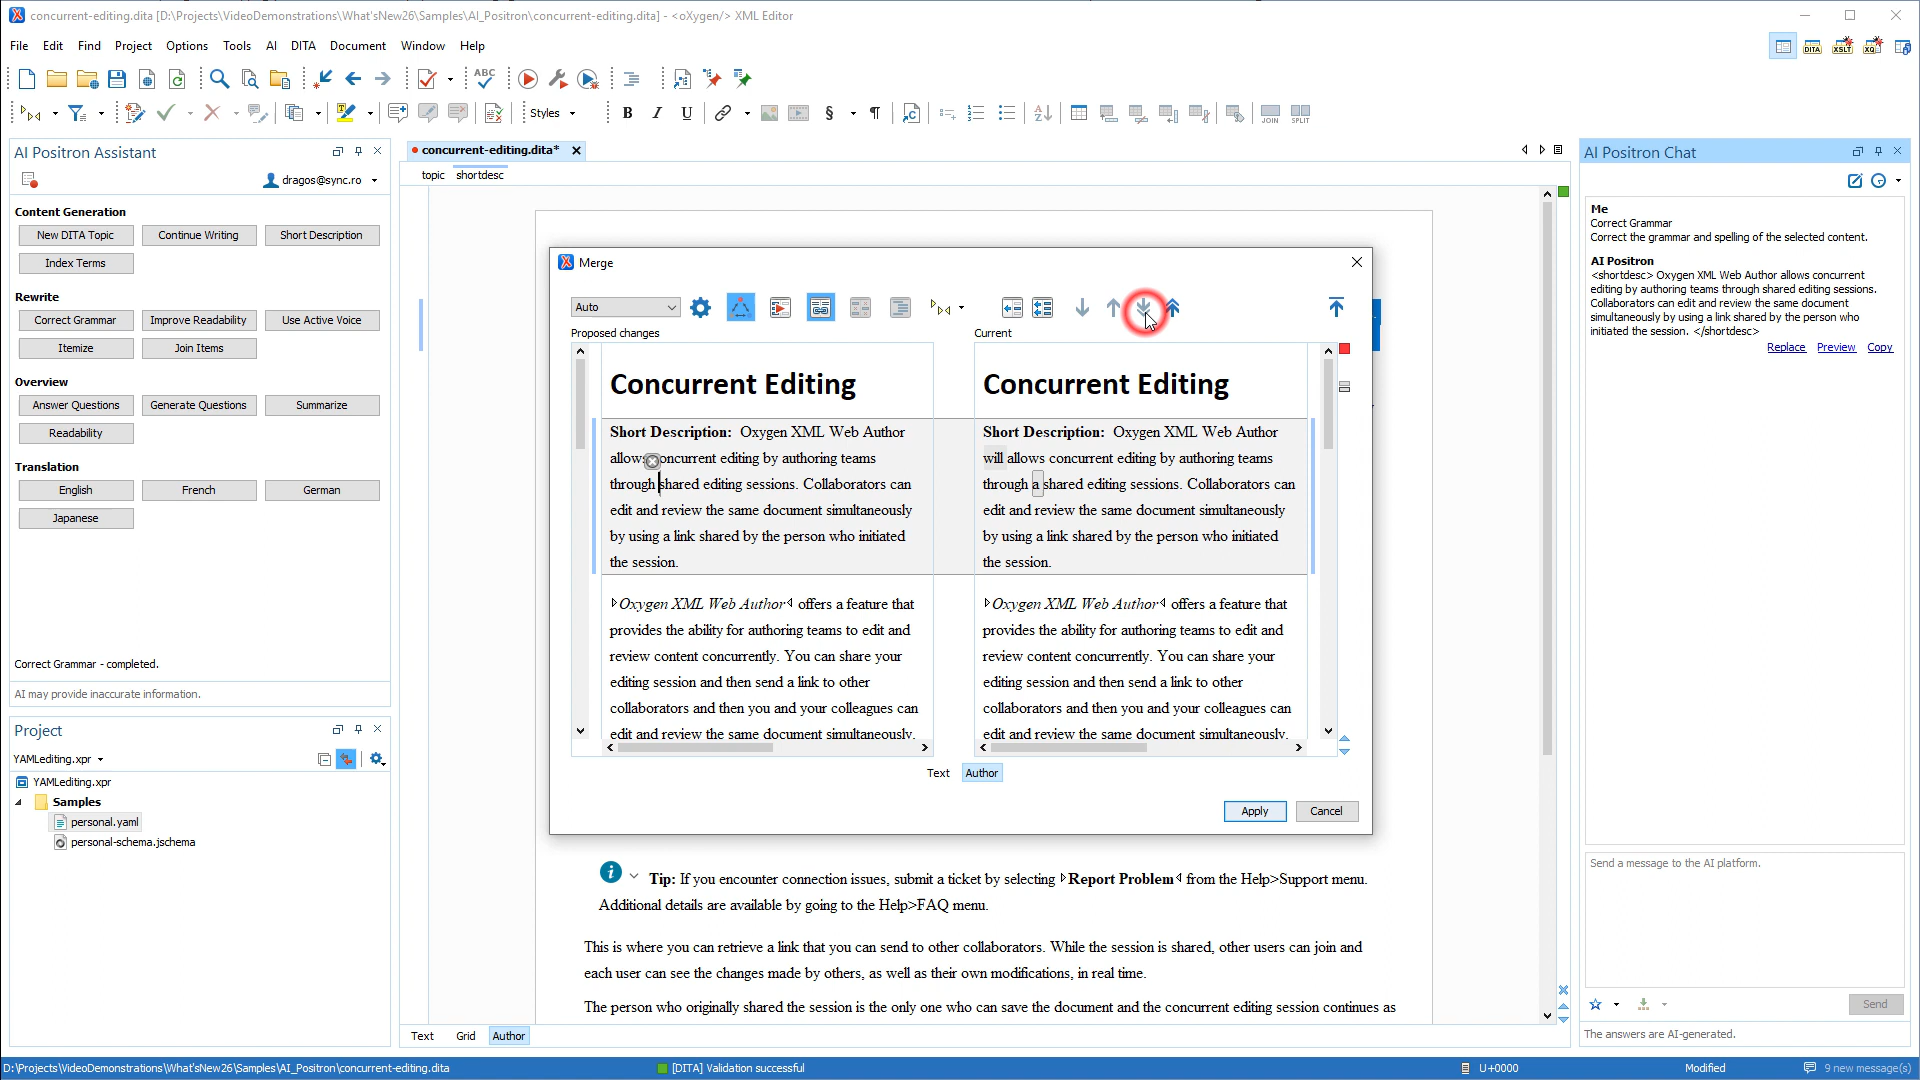 concurrent-editing.dita [D:\Projects\VideoDemonstrations\What'sNew26\Samples\AI_Positron\concurrent-editing.dita] - <oXygen/> XML Editor
File Edit Find Project Options Tools AI DITA Document Window Help
DITA XSLT XQ
ABC
Styles B I U § ¶ JOIN SPLIT
AI Positron Assistant
dragos@sync.ro
Content Generation
New DITA Topic Continue Writing Short Description
Index Terms
Rewrite
Correct Grammar Improve Readability Use Active Voice
Itemize Join Items
Overview
Answer Questions Generate Questions Summarize
Readability
Translation
English French German
Japanese
Correct Grammar - completed.
AI may provide inaccurate information.
Project
YAMLediting.xpr
YAMLediting.xpr
Samples
personal.yaml
personal-schema.jschema
concurrent-editing.dita*
topic shortdesc
Merge
Auto
Proposed changes
Concurrent Editing
Short Description: Oxygen XML Web Author
allows concurrent editing by authoring teams
through shared editing sessions. Collaborators can
edit and review the same document simultaneously
by using a link shared by the person who initiated
the session.
Oxygen XML Web Author offers a feature that
provides the ability for authoring teams to edit and
review content concurrently. You can share your
editing session and then send a link to other
collaborators and then you and your colleagues can
edit and review the same document simultaneously.
Current
Concurrent Editing
Short Description: Oxygen XML Web Author
will allows concurrent editing by authoring teams
through a shared editing sessions. Collaborators can
edit and review the same document simultaneously
by using a link shared by the person who initiated
the session.
Oxygen XML Web Author offers a feature that
provides the ability for authoring teams to edit and
review content concurrently. You can share your
editing session and then send a link to other
collaborators and then you and your colleagues can
edit and review the same document simultaneously.
Text Author
Apply Cancel
Tip: If you encounter connection issues, submit a ticket by selecting Report Problem from the Help>Support menu.
Additional details are available by going to the Help>FAQ menu.
This is where you can retrieve a link that you can send to other collaborators. While the session is shared, other users can join and
each user can see the changes made by others, as well as their own modifications, in real time.
The person who originally shared the session is the only one who can save the document and the concurrent editing session continues as
Text Grid Author
AI Positron Chat
Me
Correct Grammar
Correct the grammar and spelling of the selected content.
AI Positron
<shortdesc> Oxygen XML Web Author allows concurrent
editing by authoring teams through shared editing sessions.
Collaborators can edit and review the same document
simultaneously by using a link shared by the person who
initiated the session. </shortdesc>
Replace Preview Copy
Send a message to the AI platform.
Send
The answers are AI-generated.
D:\Projects\VideoDemonstrations\What'sNew26\Samples\AI_Positron\concurrent-editing.dita
[DITA] Validation successful
U+0000
Modified
9 new message(s)